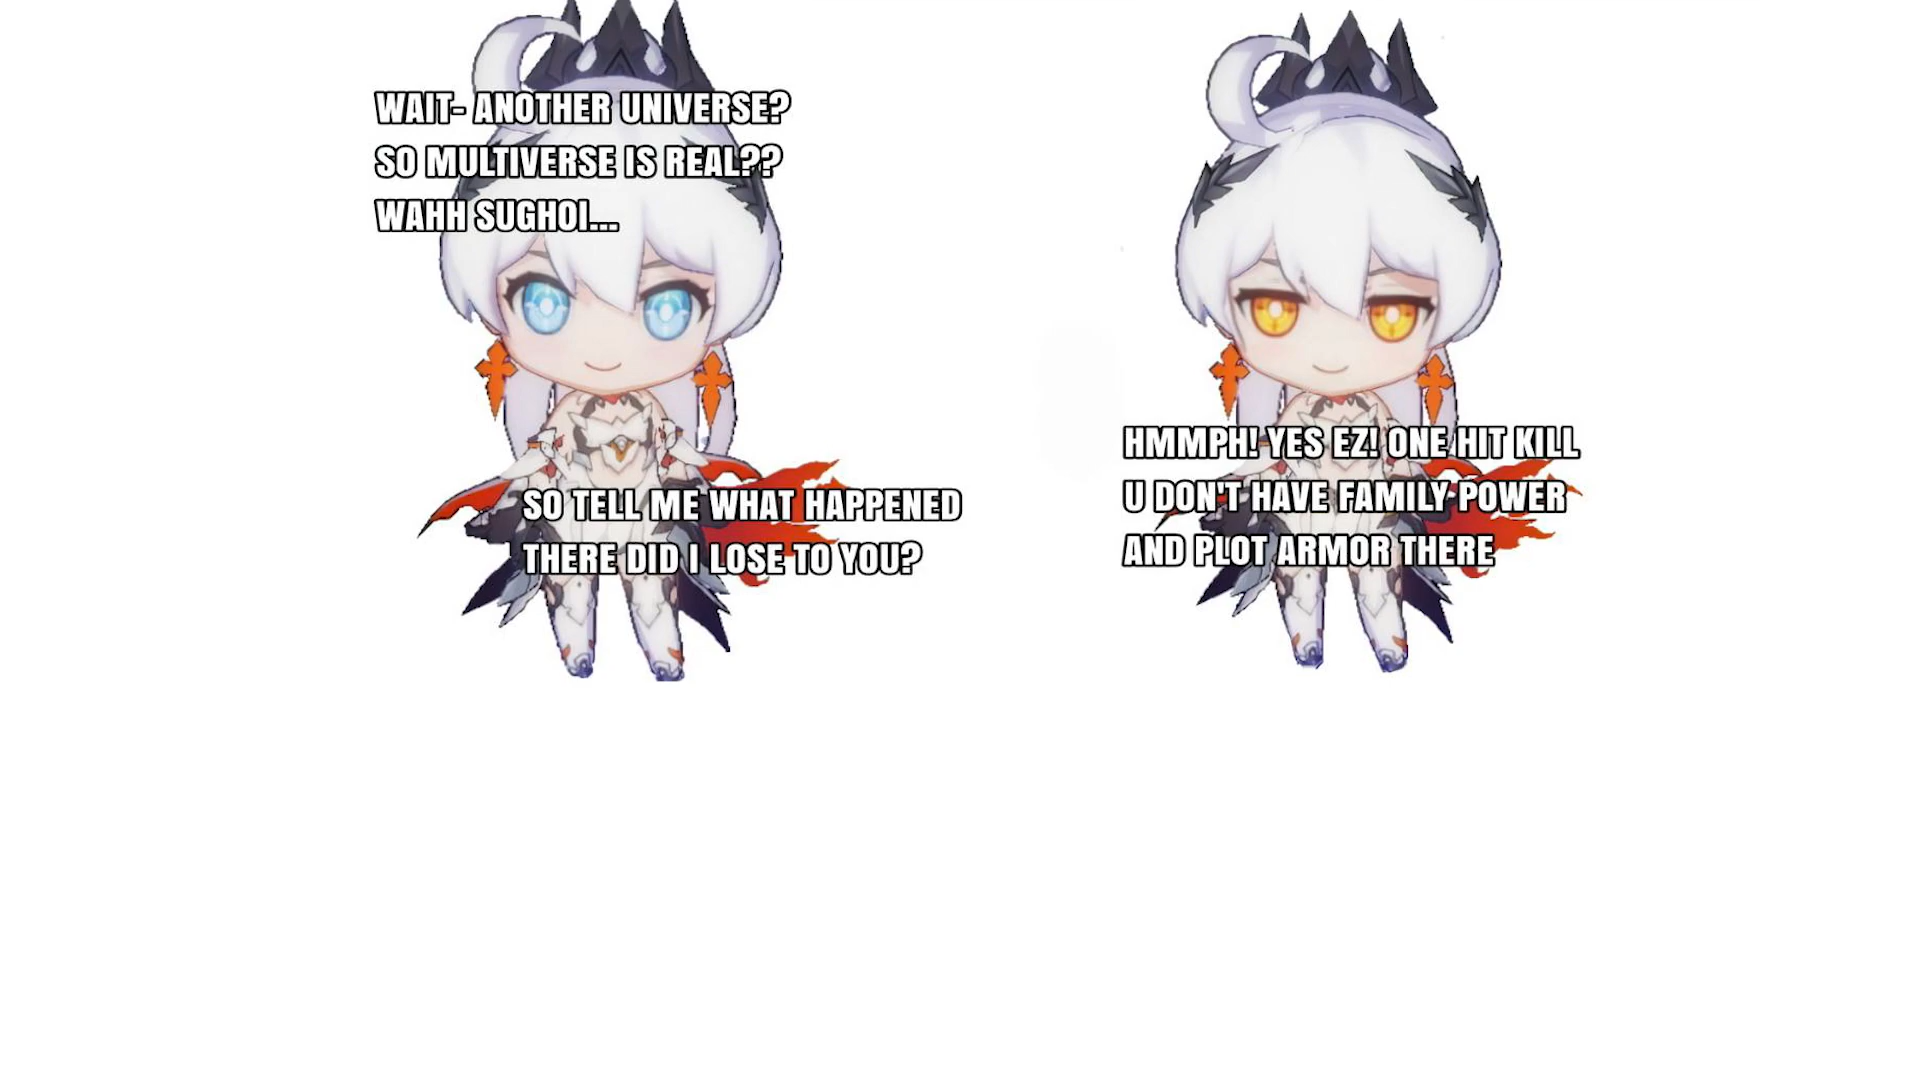 WAIT- ANOTHER UNIVERSE?
SO MULTIVERSE IS REAL??
WAHH SUGHOI...
SO TELL ME WHAT HAPPENED
THERE DID I LOSE TO YOU?
HMMPH! YES EZ! ONE HIT KILL
U DON'T HAVE FAMILY POWER
AND PLOT ARMOR THERE